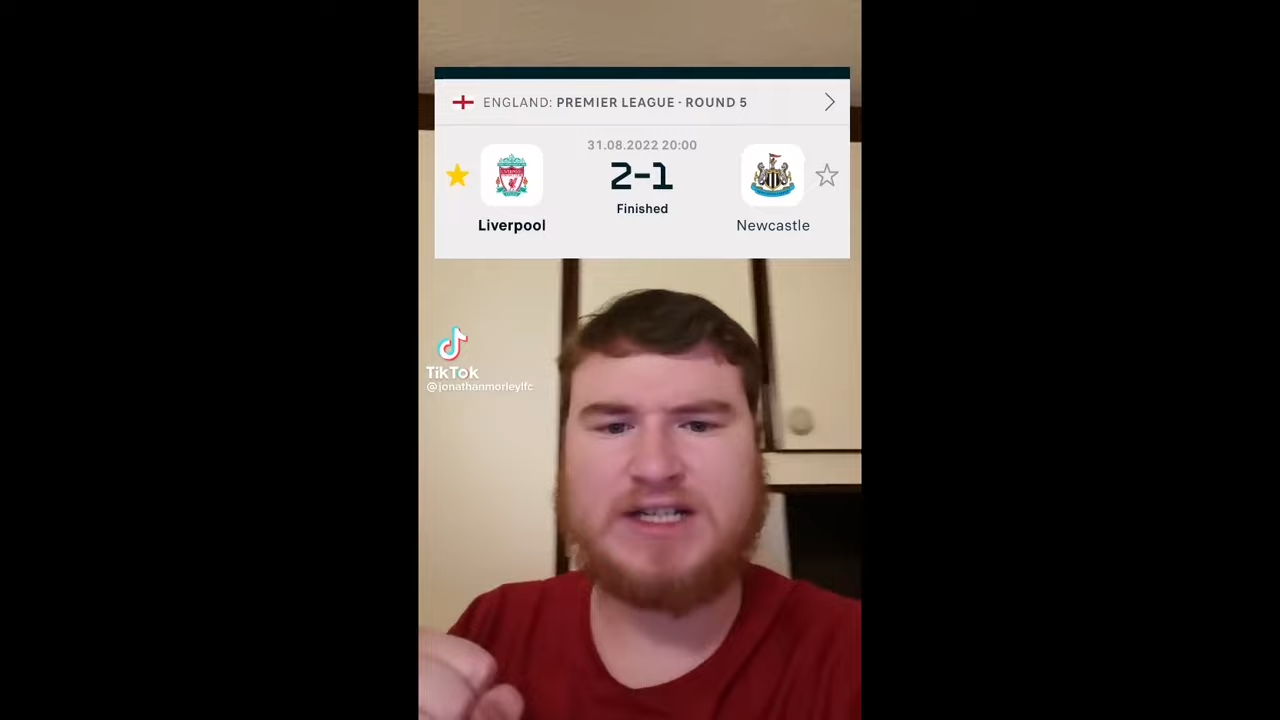 ENGLAND: PREMIER LEAGUE - ROUND 5
31.08.2022 20:00
2-1
Finished
Liverpool
Newcastle
TikTok
@jonathanmorleylfc